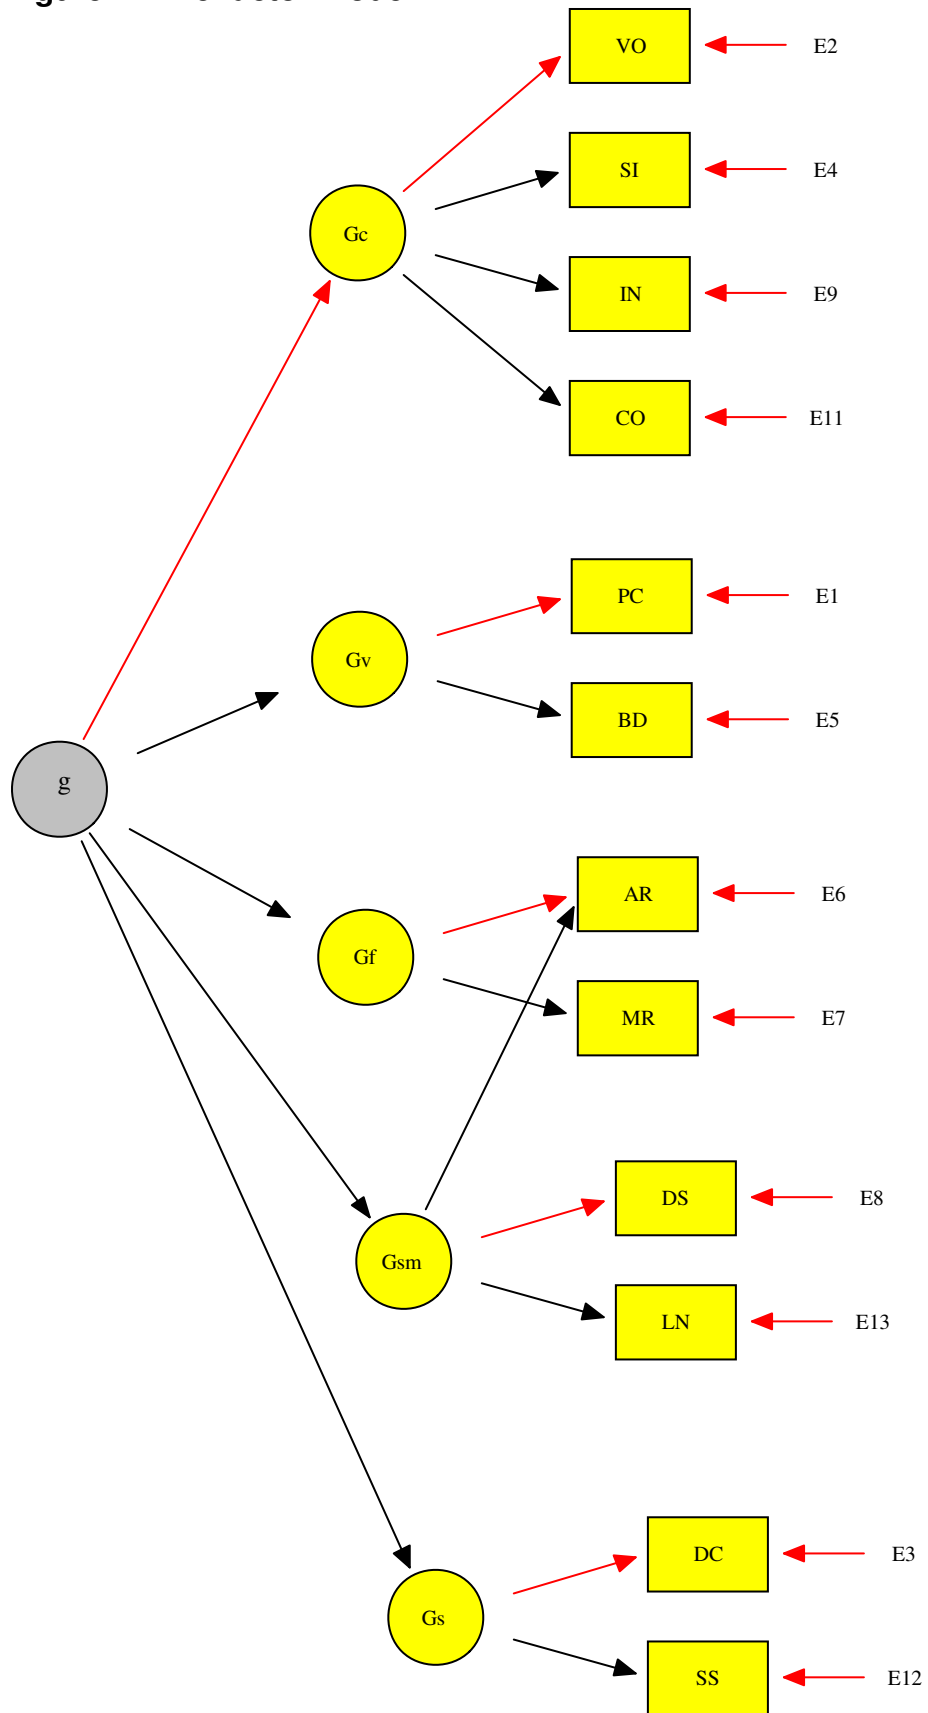 VO E2
SI E4
Gc
IN E9
CO E11
PC E1
Gv
BD E5
g
AR E6
Gf
MR E7
DS E8
Gsm
LN E13
DC E3
Gs
SS E12